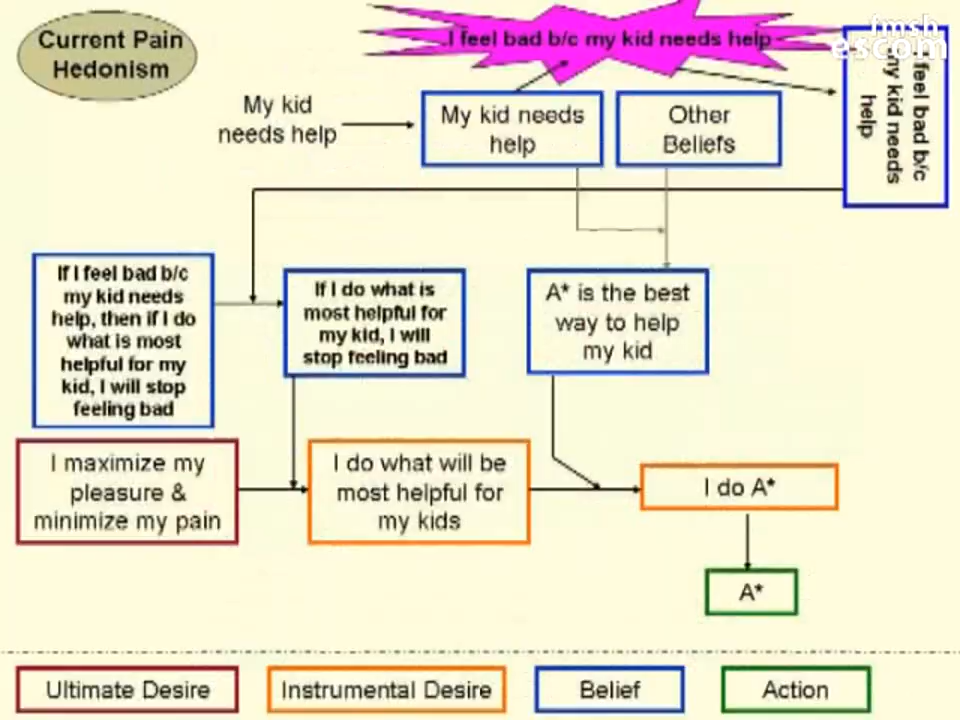 Current Pain
Hedonism
I feel bad b/c my kid needs help
tmsh
escom
I feel bad b/c
my kid needs
help
My kid
needs help
My kid needs
help
Other
Beliefs
If I feel bad b/c
my kid needs
help, then if I do
what is most
helpful for my
kid, I will stop
feeling bad
If I do what is
most helpful for
my kid, I will
stop feeling bad
A* is the best
way to help
my kid
I maximize my
pleasure &
minimize my pain
I do what will be
most helpful for
my kids
I do A*
A*
Ultimate Desire
Instrumental Desire
Belief
Action